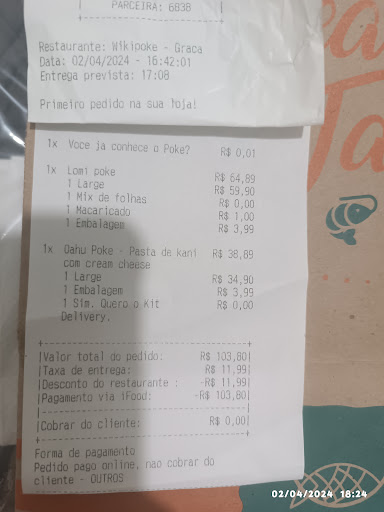 PARCEIRA: 6838
Restaurante: Wikipoke - Graca
Data: 02/04/2024 - 16:42:01
Entrega prevista: 17:08
Primeiro pedido na sua loja!
1x Voce ja conhece o Poke? R$ 0,01
1x Lomi poke R$ 64,89
1 Large R$ 59,90
1 Mix de folhas R$ 0,00
1 Macaricado R$ 1,00
1 Embalagem R$ 3,99
1x Oahu Poke - Pasta de kani R$ 38,89
com cream cheese
1 Large R$ 34,90
1 Embalagem R$ 3,99
1 Sim. Quero o Kit R$ 0,00
Delivery.
Valor total do pedido: R$ 103,80
Taxa de entrega: R$ 11,99
Desconto do restaurante : -R$ 11,99
Pagamento via iFood: -R$ 103,80
Cobrar do cliente: R$ 0,00
Forma de pagamento
Pedido pago online, nao cobrar do
cliente - OUTROS
02/04/2024 18:24